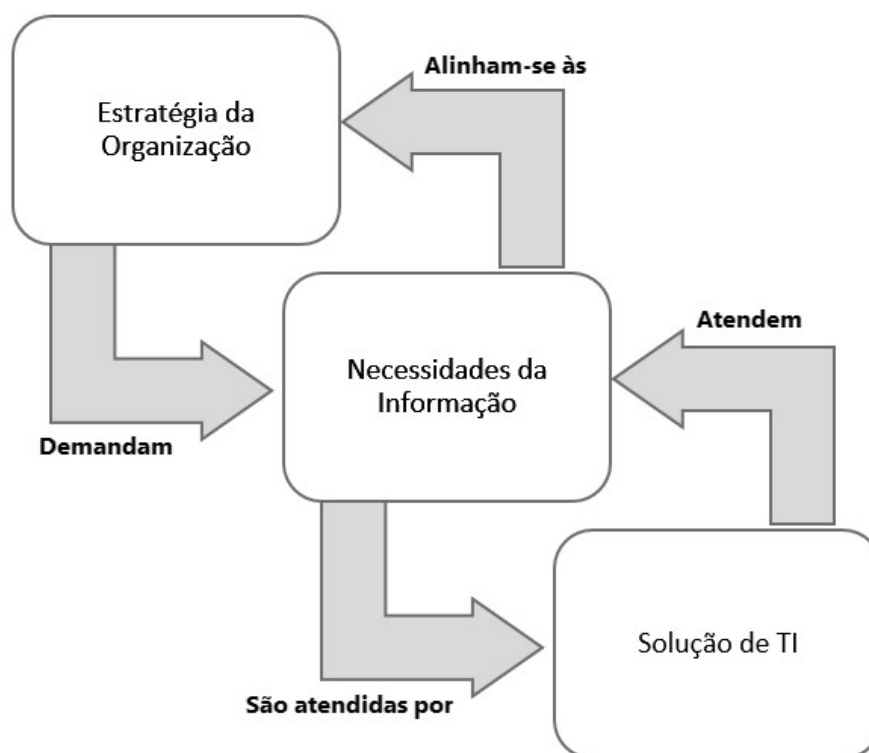 Alinham-se às
Estratégia da
Organização
Atendem
Necessidades da
Informação
Demandam
Solução de TI
São atendidas por